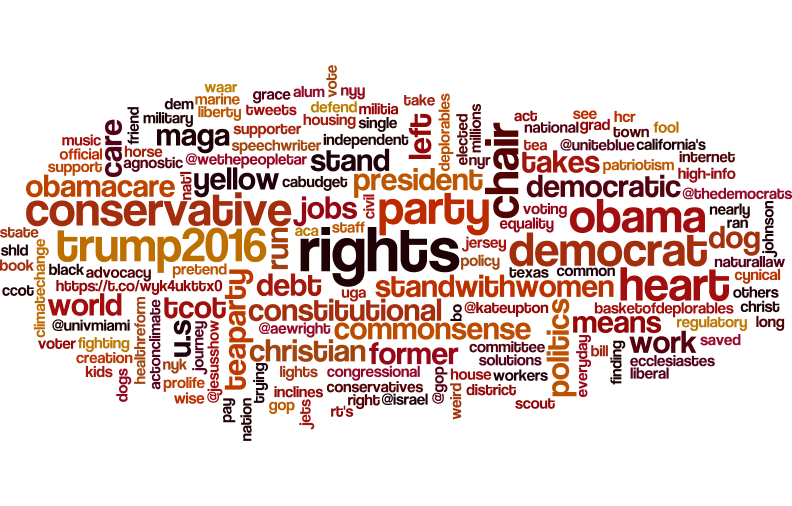 waar
vote
marine
grace
alum
nyy
dem
liberty
tweets
defend
militia
take
military
friend
housing
single
deplorables
elected
millions
act
see
hcr
music
care
maga
supporter
independent
left
national
grad
town
fool
official
horse
speechwriter
tea
@uniteblue
california's
support
agnostic
@wethepeopletar
stand
nyr
chair
takes
patriotism
internet
high-info
obamacare
nat'l
yellow
cabudget
president
democratic
@thedemocrats
conservative
jobs
civil
party
voting
equality
obama
nearly
ran
johnson
state
shld
book
climatechange
trump2016
run
aca
staff
rights
jersey
policy
democrat
dog
naturallaw
ccot
black
advocacy
pretend
texas
common
cynical
https://t.co/wyk4ukttx0
teaparty
debt
uga
standwithwomen
heart
others
christ
world
tcot
constitutional
bo
@kateupton
basketofdeplorables
@univmiami
healthreform
actonclimate
u.s
journey
@jesusshow
@aewright
commonsense
politics
means
regulatory
long
voter
fighting
creation
kids
dogs
nyk
prolife
wise
christian
former
committee
solutions
everyday
bill
finding
work
saved
ecclesiastes
liberal
trying
lights
congressional
@gop
house
workers
pay
nation
gop
inclines
jets
conservatives
right
@israel
weird
district
rt's
scout